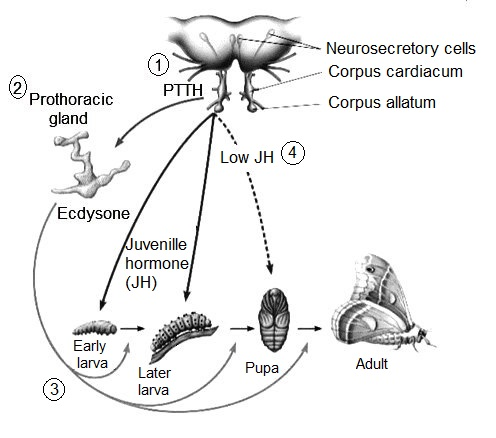 Neurosecretory cells
Corpus cardiacum
Corpus allatum
1
PTTH
2
Prothoracic
gland
Ecdysone
Low JH
4
Juvenille
hormone
(JH)
Early
larva
Later
larva
Pupa
Adult
3